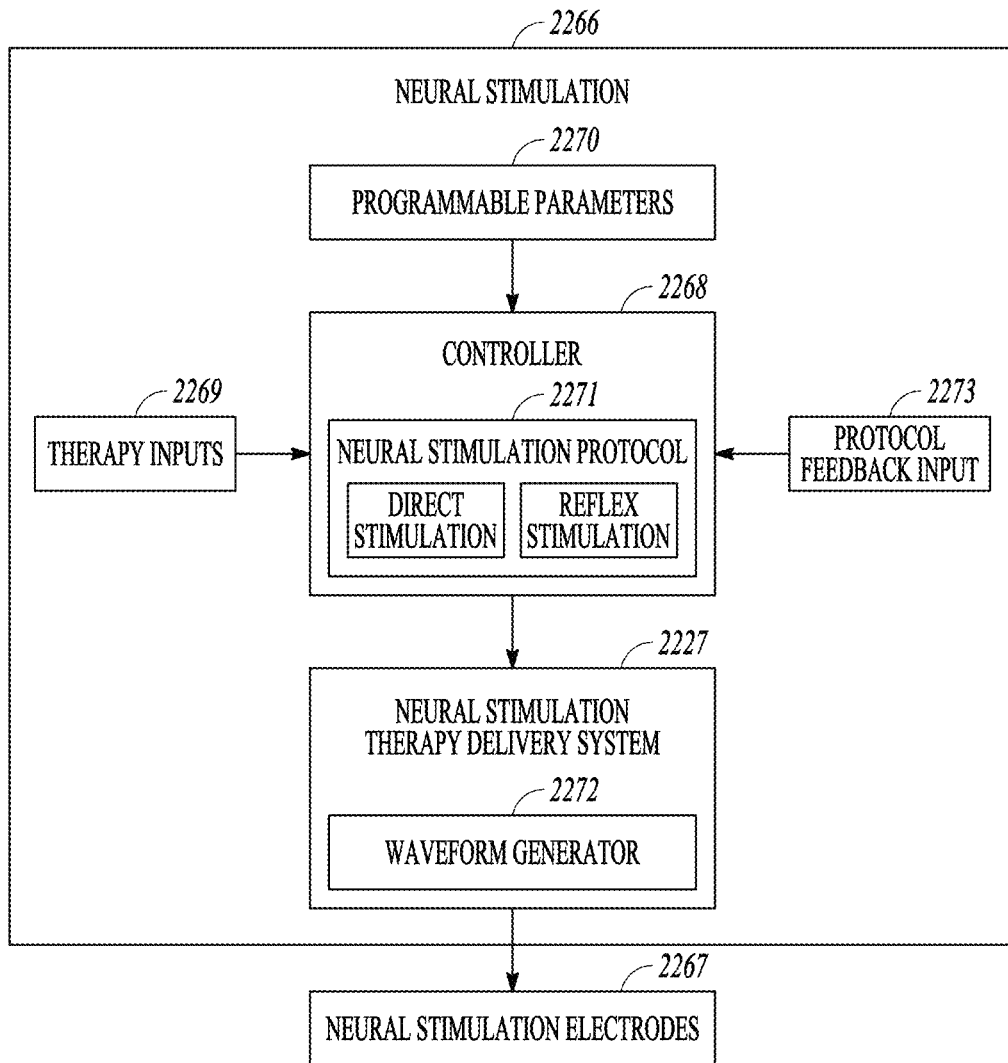 2266
NEURAL STIMULATION
2270
PROGRAMMABLE PARAMETERS
2268
CONTROLLER
2269
THERAPY INPUTS
2271
NEURAL STIMULATION PROTOCOL
DIRECT
STIMULATION
REFLEX
STIMULATION
2273
PROTOCOL
FEEDBACK INPUT
2227
NEURAL STIMULATION
THERAPY DELIVERY SYSTEM
2272
WAVEFORM GENERATOR
2267
NEURAL STIMULATION ELECTRODES